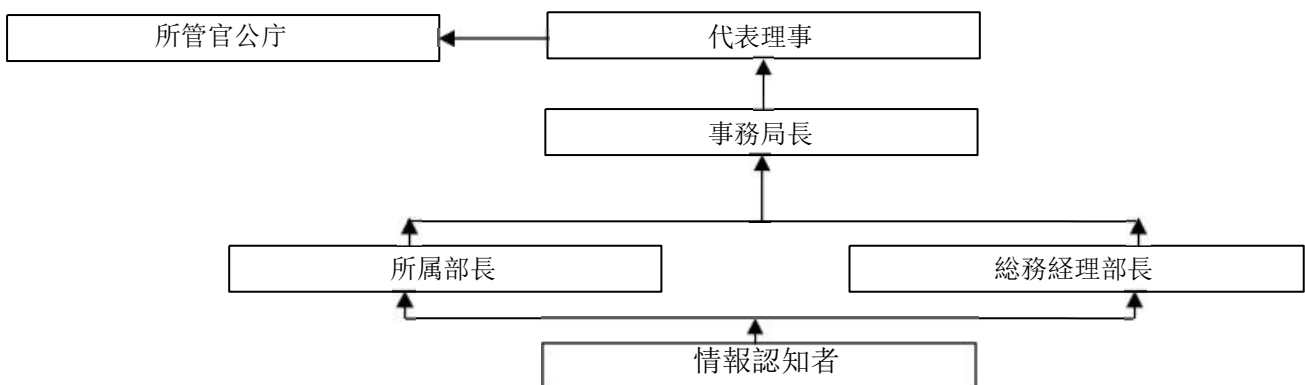 所管官公庁
代表理事
事務局長
所属部長
総務経理部長
情報認知者